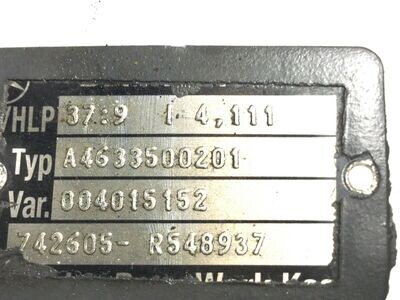 HLP 37:9 I 4,111
Typ A4633500201
Var. 004015152
742605- R548937